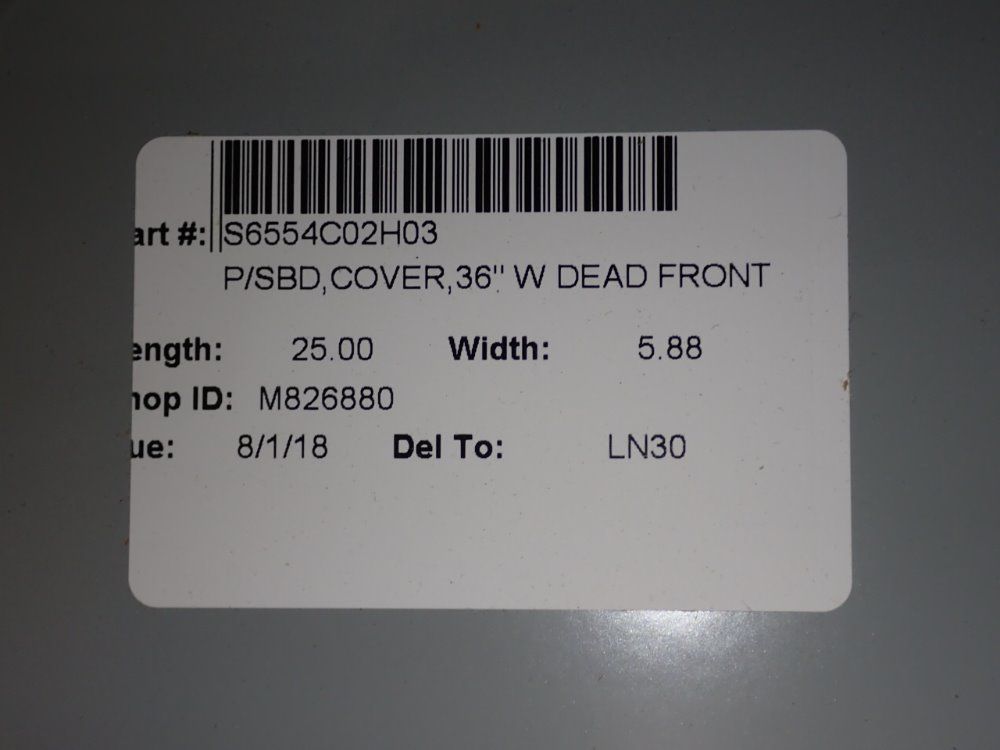 art #: S6554C02H03
P/SBD,COVER,36" W DEAD FRONT
ength: 25.00 Width: 5.88
hop ID: M826880
ue: 8/1/18 Del To: LN30